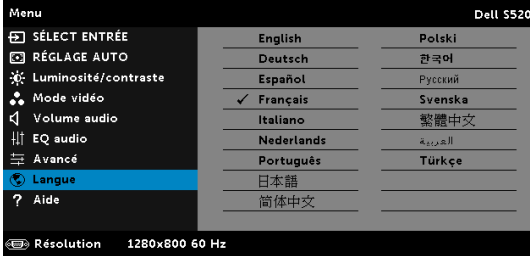 Menu Dell S520
SÉLECT ENTRÉE
RÉGLAGE AUTO
Luminosité/contraste
Mode vidéo
Volume audio
EQ audio
Avancé
Langue
Aide
English Polski
Deutsch 한국어
Español Русский
Français Svenska
Italiano 繁體中文
Nederlands العربية
Português Türkçe
日本語
简体中文
Résolution 1280x800 60 Hz